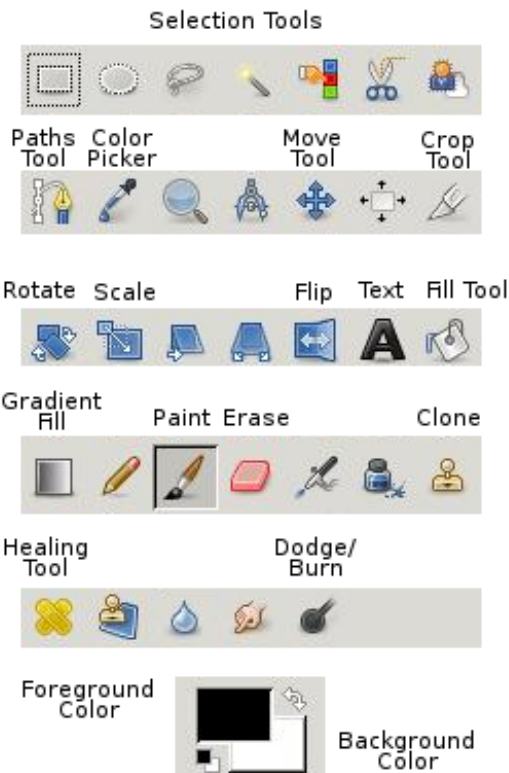 Selection Tools
Paths Tool
Color Picker
Move Tool
Crop Tool
Rotate
Scale
Flip
Text
Fill Tool
Gradient Fill
Paint
Erase
Clone
Healing Tool
Dodge/ Burn
Foreground Color
Background Color